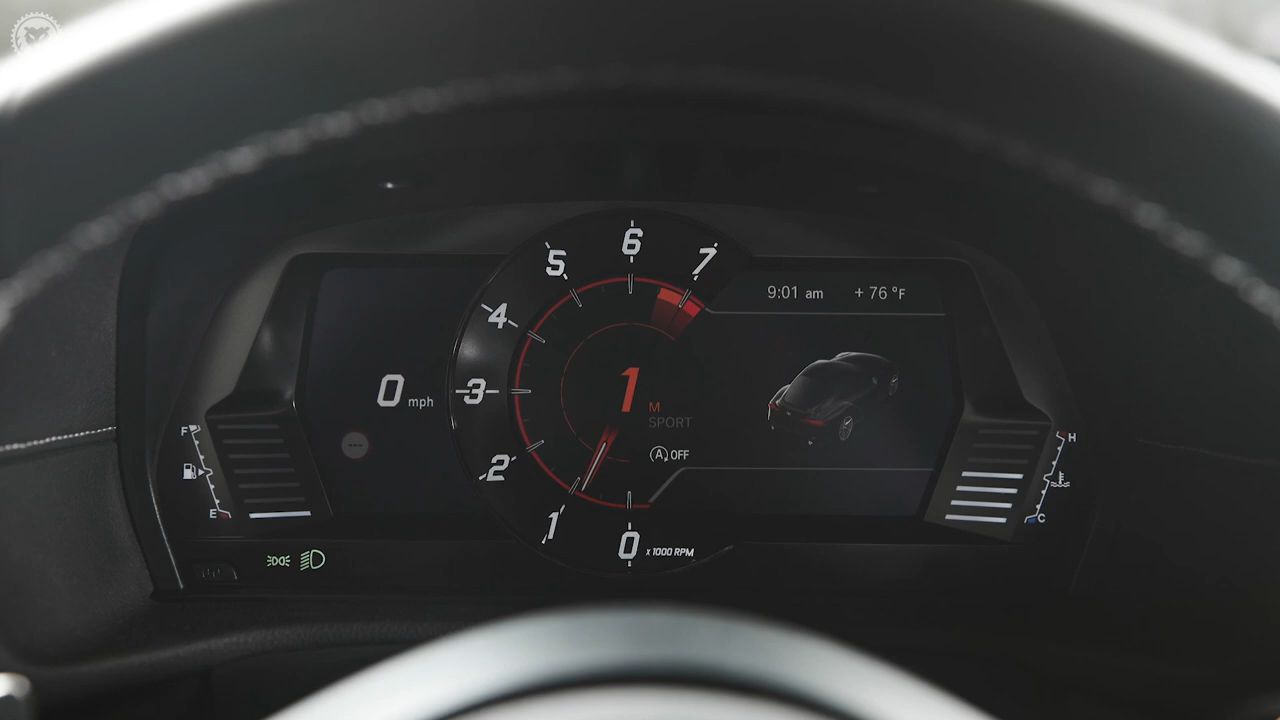 9:01 am   + 76 °F
7
6
5
4
3
2
1
0
x 1000 RPM
0 mph
---
1
M
SPORT
A OFF
F
E
H
C